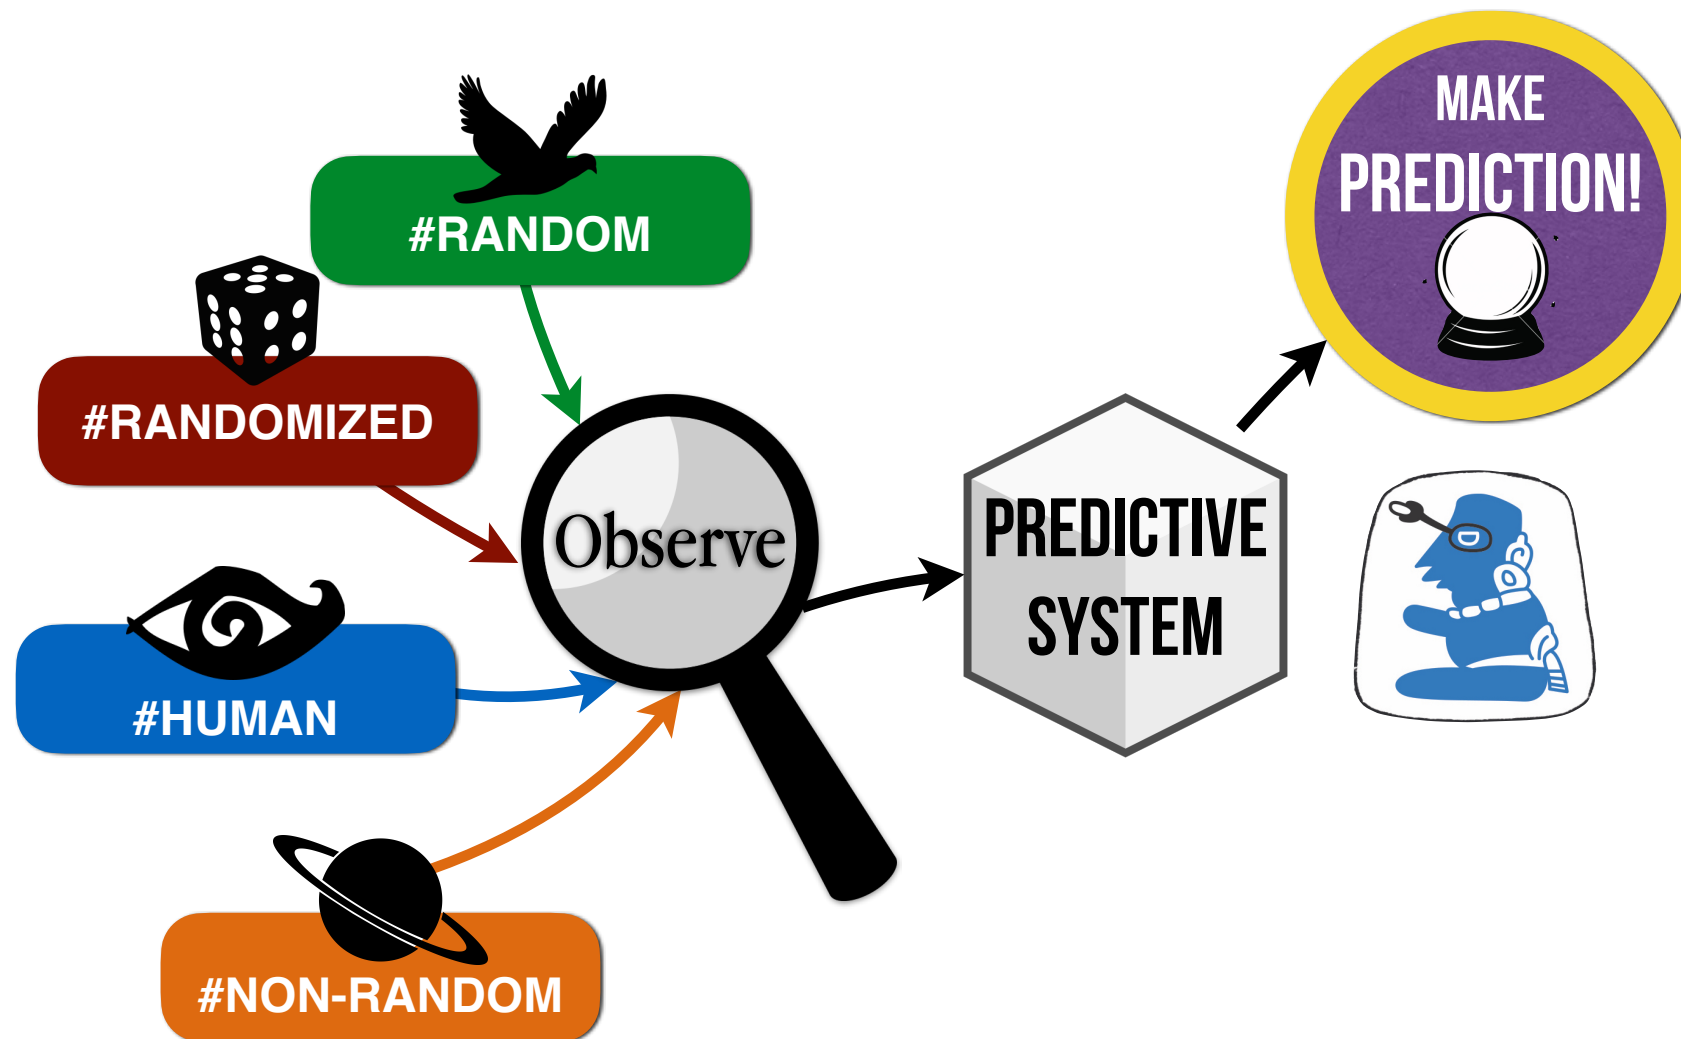 #RANDOM
#RANDOMIZED
#HUMAN
#NON-RANDOM
Observe
PREDICTIVE
SYSTEM
MAKE
PREDICTION!